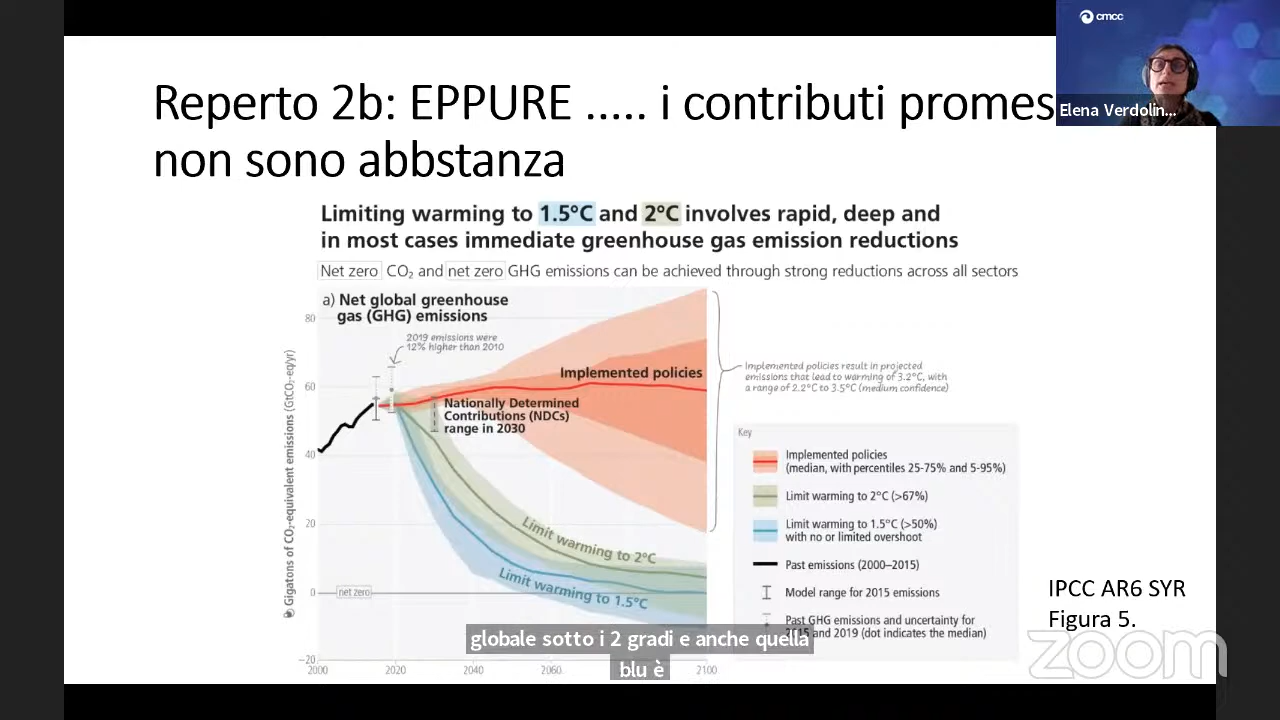 cmcc
Elena Verdolin...
Reperto 2b: EPPURE ..... i contributi promes
non sono abbstanza
Limiting warming to 1.5°C and 2°C involves rapid, deep and
in most cases immediate greenhouse gas emission reductions
Net zero CO₂ and net zero GHG emissions can be achieved through strong reductions across all sectors
a) Net global greenhouse
gas (GHG) emissions
80
60
40
20
0
−20
Gigatons of CO₂-equivalent emissions (GtCO₂-eq/yr)
2019 emissions were
12% higher than 2010
Implemented policies
Nationally Determined
Contributions (NDCs)
range in 2030
Limit warming to 2°C
Limit warming to 1.5°C
net zero
2000
2020
2040
2060
2100
Implemented policies result in projected
emissions that lead to warming of 3.2°C, with
a range of 2.2°C to 3.5°C (medium confidence)
Key
Implemented policies
(median, with percentiles 25-75% and 5-95%)
Limit warming to 2°C (>67%)
Limit warming to 1.5°C (>50%)
with no or limited overshoot
Past emissions (2000–2015)
Model range for 2015 emissions
Past GHG emissions and uncertainty for
2015 and 2019 (dot indicates the median)
IPCC AR6 SYR
Figura 5.
globale sotto i 2 gradi e anche quella
blu è
zoom